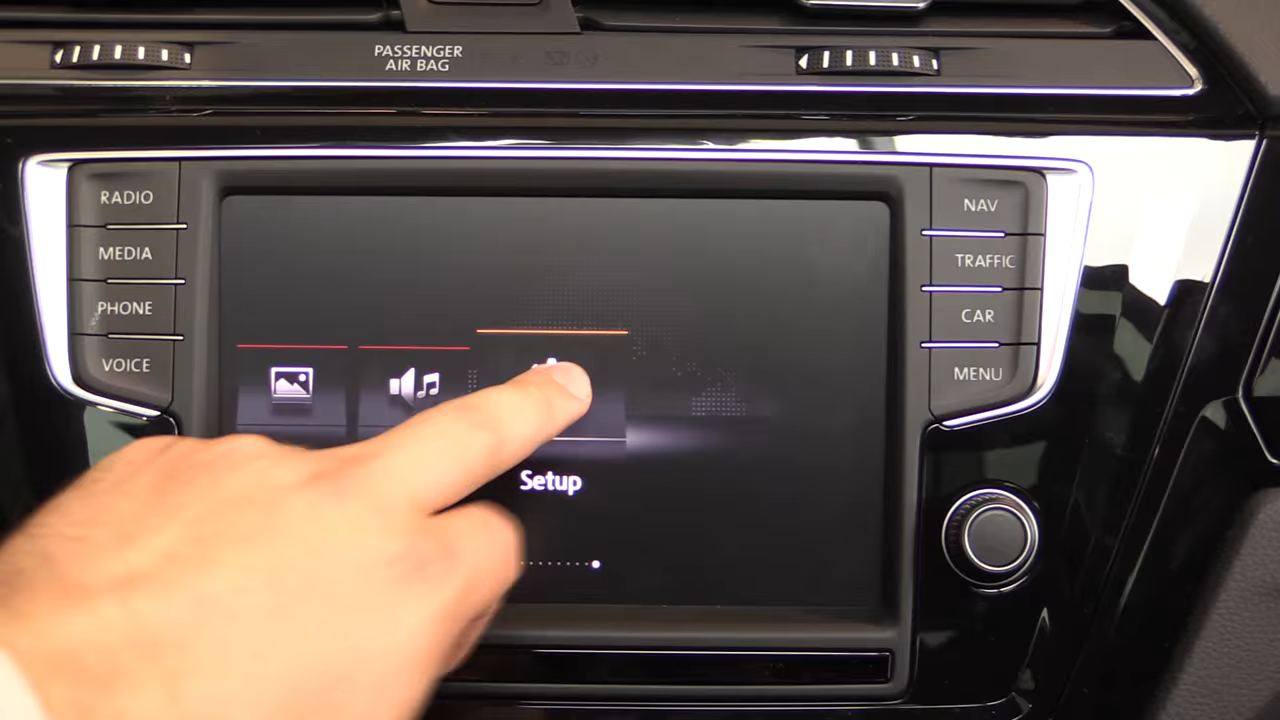 PASSENGER
AIR BAG
RADIO
MEDIA
PHONE
VOICE
NAV
TRAFFIC
CAR
MENU
Setup